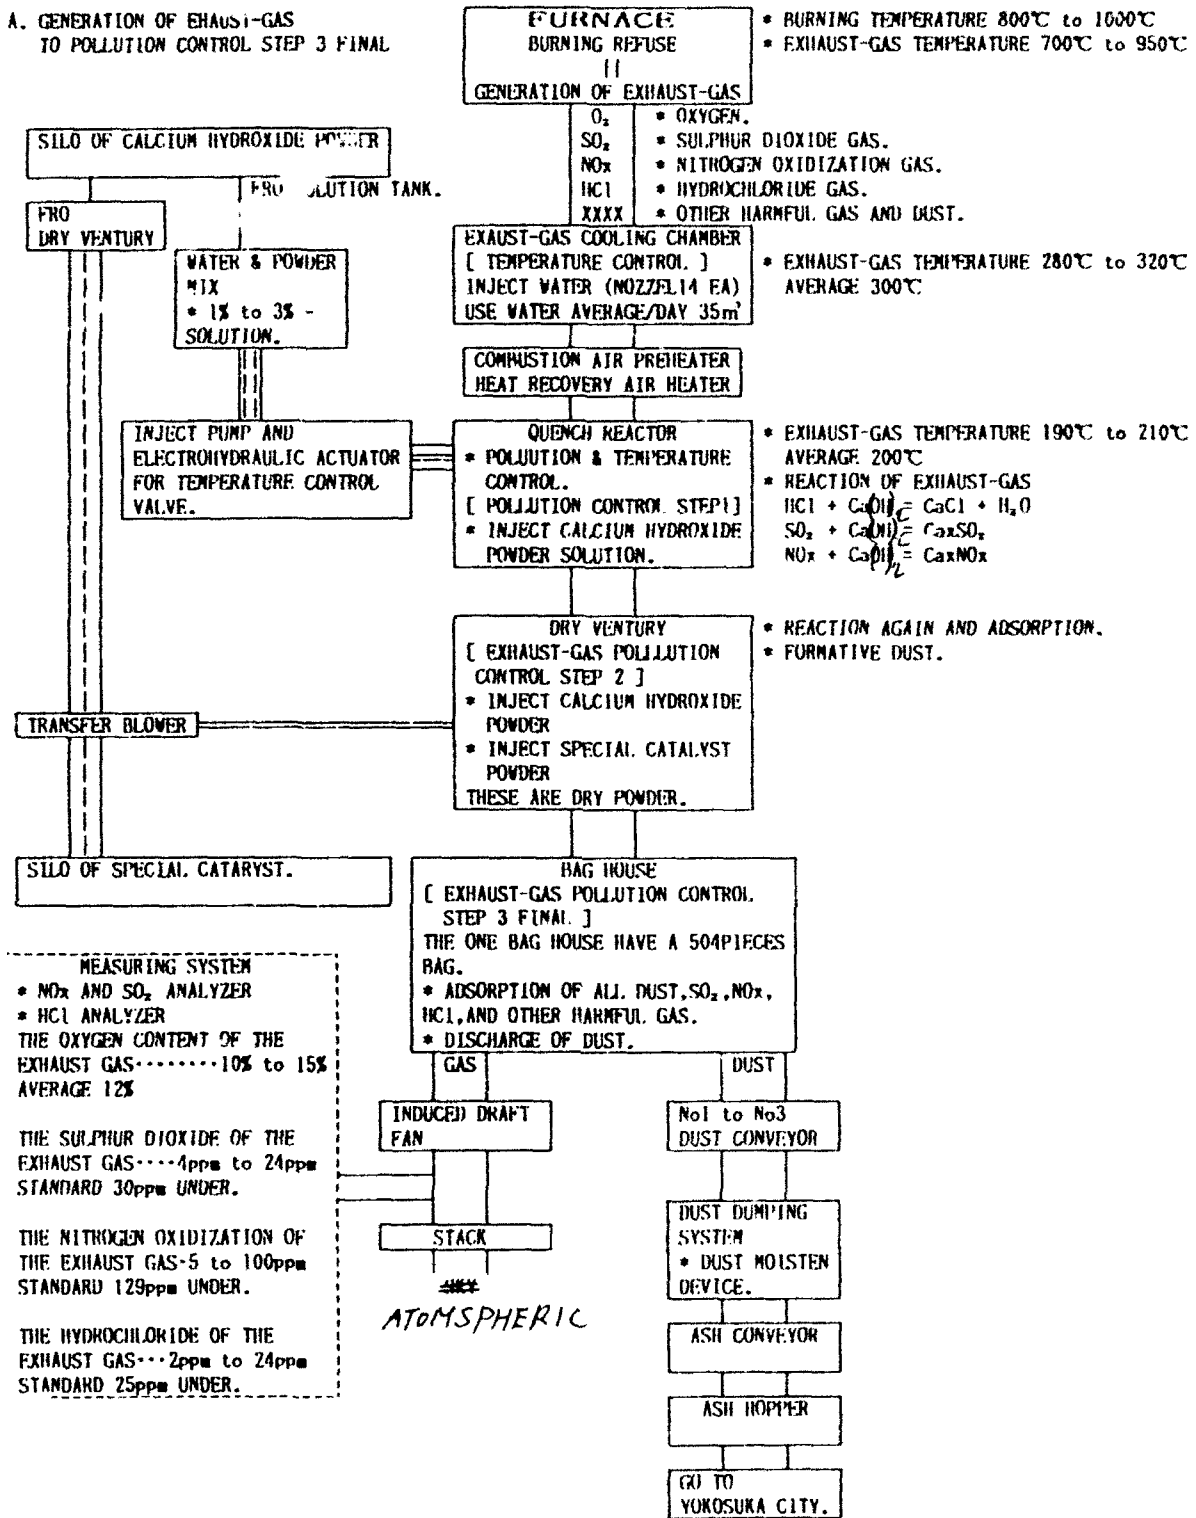 A. GENERATION OF EHAUSI-GAS
TO POLLUTION CONTROL STEP 3 FINAL
FURNACE
BURNING REFUSE
||
GENERATION OF EXHAUST-GAS
* BURNING TEMPERATURE 800℃ to 1000℃
* EXHAUST-GAS TEMPERATURE 700℃ to 950℃
O₂ * OXYGEN.
SO₂ * SULPHUR DIOXIDE GAS.
NOx * NITROGEN OXIDIZATION GAS.
HCl * HYDROCHLORIDE GAS.
XXXX * OTHER HARMFUL GAS AND DUST.
SILO OF CALCIUM HYDROXIDE POWDER
FRO LUTION TANK.
FRO
DRY VENTURY
WATER & POWDER
MIX
* 1% to 3% -
SOLUTION.
EXAUST-GAS COOLING CHAMBER
[ TEMPERATURE CONTROL ]
INJECT WATER (NOZZEL14 EA)
USE WATER AVERAGE/DAY 35m³
* EXHAUST-GAS TEMPERATURE 280℃ to 320℃
AVERAGE 300℃
COMBUSTION AIR PREHEATER
HEAT RECOVERY AIR HEATER
INJECT PUMP AND
ELECTROHYDRAULIC ACTUATOR
FOR TEMPERATURE CONTROL
VALVE.
QUENCH REACTOR
* POLUUTION & TEMPERATURE
CONTROL.
[ POLLUTION CONTROL STEP1]
* INJECT CALCIUM HYDROXIDE
POWDER SOLUTION.
* EXHAUST-GAS TEMPERATURE 190℃ to 210℃
AVERAGE 200℃
* REACTION OF EXHAUST-GAS
HCl + Ca(OH)₂ = CaCl + H₂O
SO₂ + Ca(OH)₂ = CaxSO₂
NOx + Ca(OH)₂ = CaxNOx
DRY VENTURY
[ EXHAUST-GAS POLLLUTION
CONTROL STEP 2 ]
* INJECT CALCIUM HYDROXIDE
POWDER
* INJECT SPECIAL CATALYST
POWDER
THESE ARE DRY POWDER.
* REACTION AGAIN AND ADSORPTION.
* FORMATIVE DUST.
TRANSFER BLOWER
SILO OF SPECIAL CATARYST.
BAG HOUSE
[ EXHAUST-GAS POLLUTION CONTROL
STEP 3 FINAL ]
THE ONE BAG HOUSE HAVE A 504PIECES
BAG.
* ADSORPTION OF ALL DUST,SO₂,NOx,
HCl,AND OTHER HARMFUL GAS.
* DISCHARGE OF DUST.
GAS
DUST
MEASURING SYSTEM
* NOx AND SO₂ ANALYZER
* HCl ANALYZER
THE OXYGEN CONTENT OF THE
EXHAUST GAS········10% to 15%
AVERAGE 12%
THE SULPHUR DIOXIDE OF THE
EXHAUST GAS····4ppm to 24ppm
STANDARD 30ppm UNDER.
THE NITROGEN OXIDIZATION OF
THE EXHAUST GAS·5 to 100ppm
STANDARD 129ppm UNDER.
THE HYDROCHLORIDE OF THE
EXHAUST GAS···2ppm to 24ppm
STANDARD 25ppm UNDER.
INDUCED DRAFT
FAN
STACK
ATOMSPHERIC
No1 to No3
DUST CONVEYOR
DUST DUMPING
SYSTEM
* DUST MOISTEN
DEVICE.
ASH CONVEYOR
ASH HOPPER
GO TO
YOKOSUKA CITY.